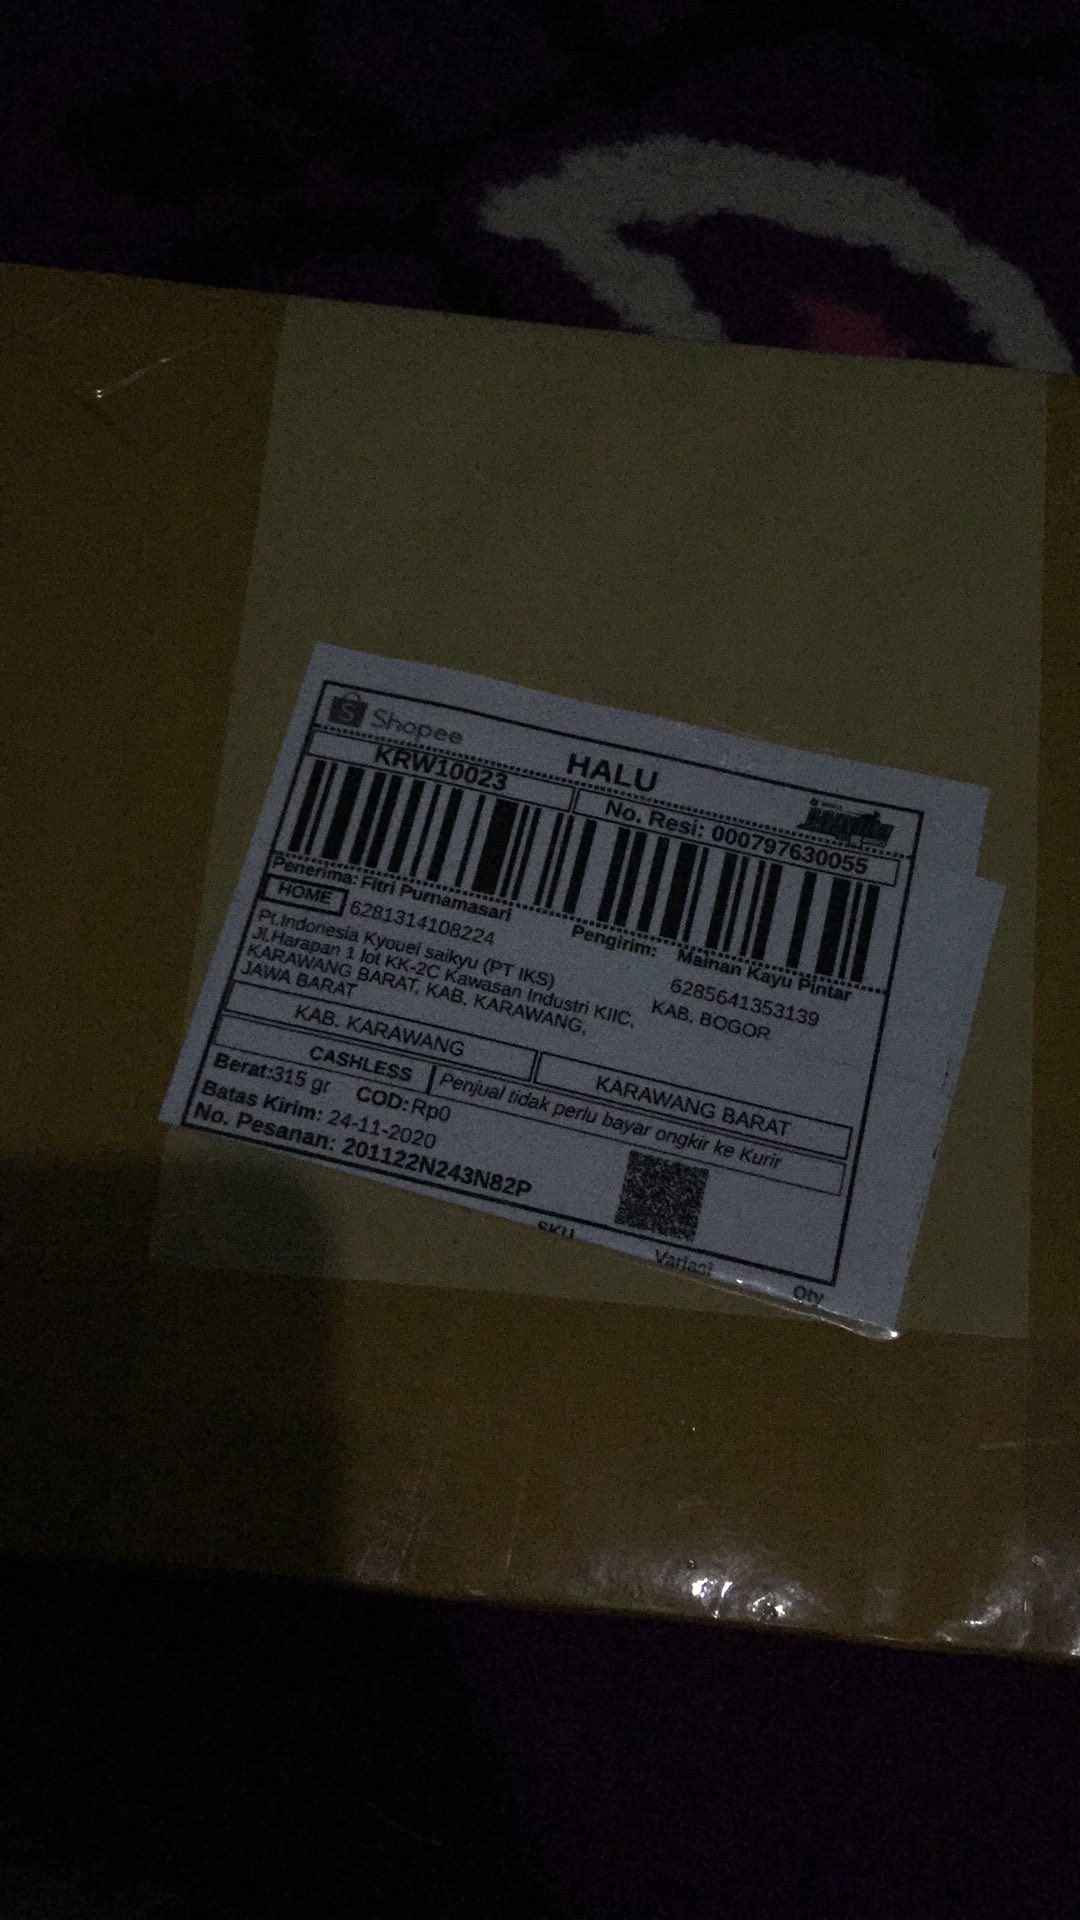 Shopee
HALU
KRW10023
No. Resi: 000797630055
Penerima: Fitri Purnamasari
HOME 6281314108224
Pt.Indonesia Kyouei saikyu (PT IKS)
Jl.Harapan 1 lot KK-2C Kawasan Industri KIIC,
KARAWANG BARAT, KAB. KARAWANG,
JAWA BARAT
Pengirim: Mainan Kayu Pintar
6285641353139
KAB. BOGOR
KAB. KARAWANG
KARAWANG BARAT
CASHLESS
Penjual tidak perlu bayar ongkir ke Kurir
Berat:315 gr COD:Rp0
Batas Kirim: 24-11-2020
No. Pesanan: 201122N243N82P
SKU Variasi Qty